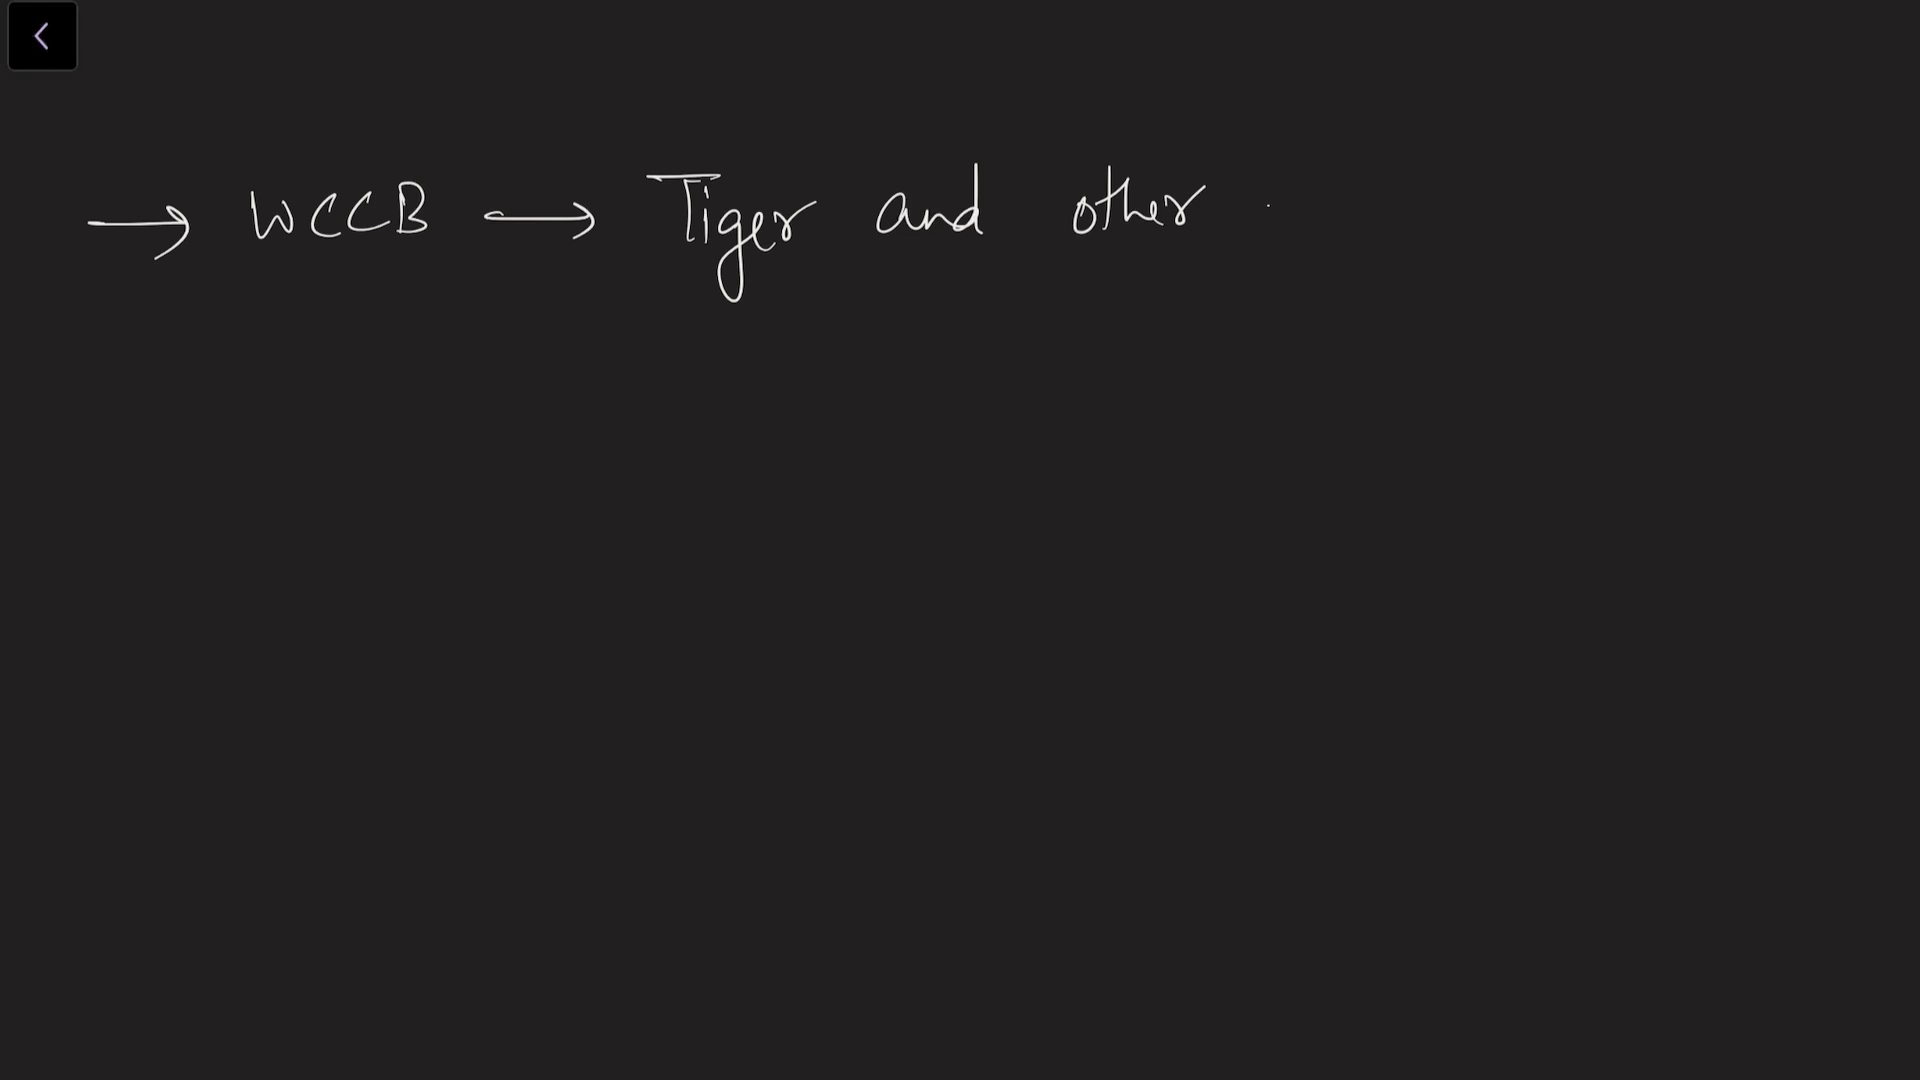 → WCCB → Tiger and other